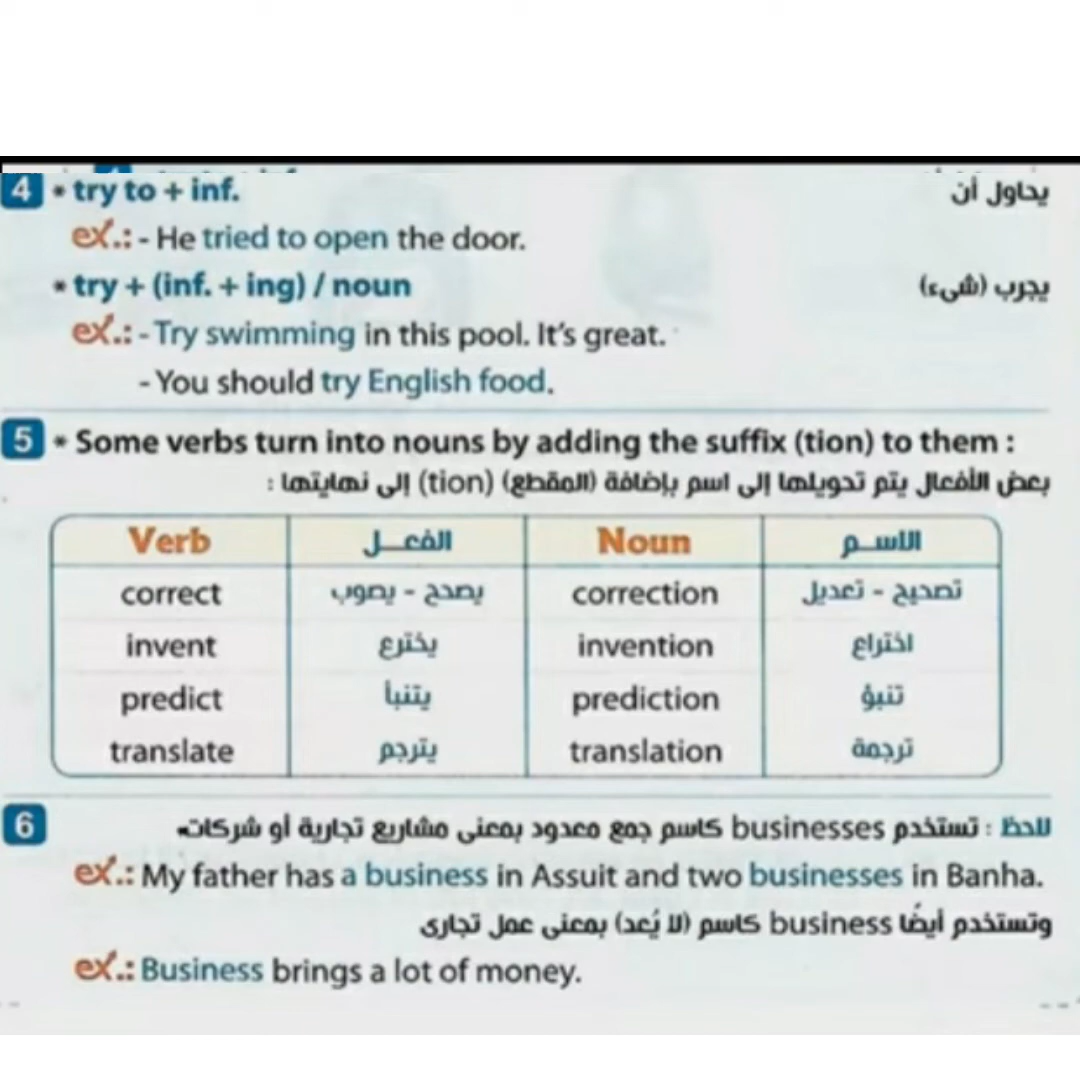 4 * try to + inf. يحاول أن
ex.: - He tried to open the door.
* try + (inf. + ing) / noun يجرب (شىء)
ex.: - Try swimming in this pool. It's great.
- You should try English food.
5 * Some verbs turn into nouns by adding the suffix (tion) to them :
بعض الأفعال يتم تحويلها إلى اسم بإضافة (المقطع) (tion) إلى نهايتها :
Verb الفعـــل Noun الاســـم
correct يصحح - يصوب correction تصحيح - تعديل
invent يخترع invention اختراع
predict يتنبأ prediction تنبؤ
translate يترجم translation ترجمة
6 لاحظ : تستخدم businesses كاسم جمع معدود بمعنى مشاريع تجارية أو شركات.
ex.: My father has a business in Assuit and two businesses in Banha.
وتستخدم أيضًا business كاسم (لا يُعد) بمعنى عمل تجارى
ex.: Business brings a lot of money.